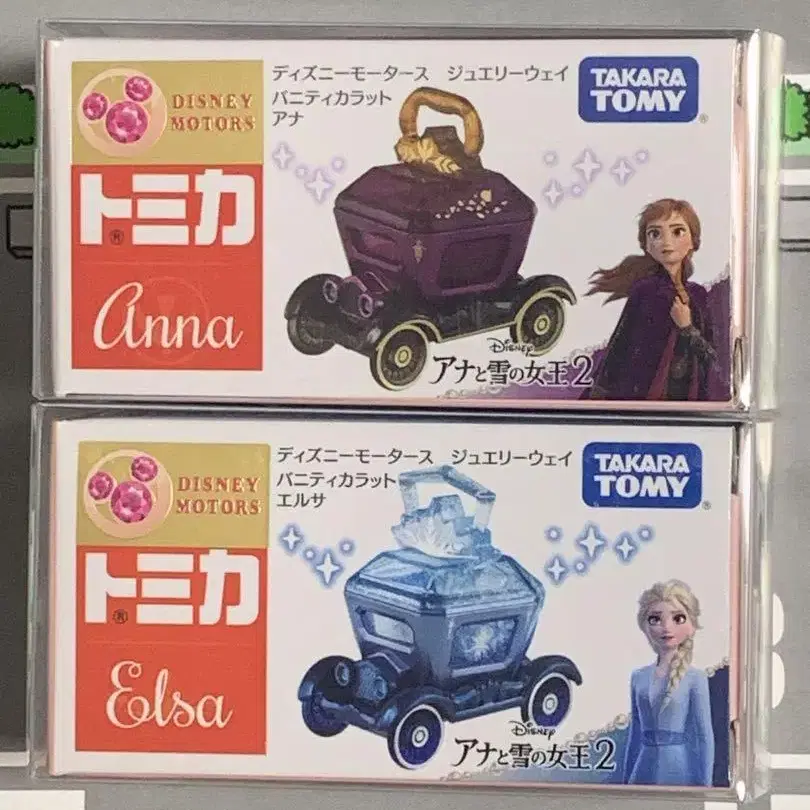 DISNEY
MOTORS
ディズニーモータース ジュエリーウェイ
バニティカラット
アナ
TAKARA
TOMY
トミカ
Anna
Disney
アナと雪の女王2
DISNEY
MOTORS
ディズニーモータース ジュエリーウェイ
バニティカラット
エルサ
TAKARA
TOMY
トミカ
Elsa
Disney
アナと雪の女王2